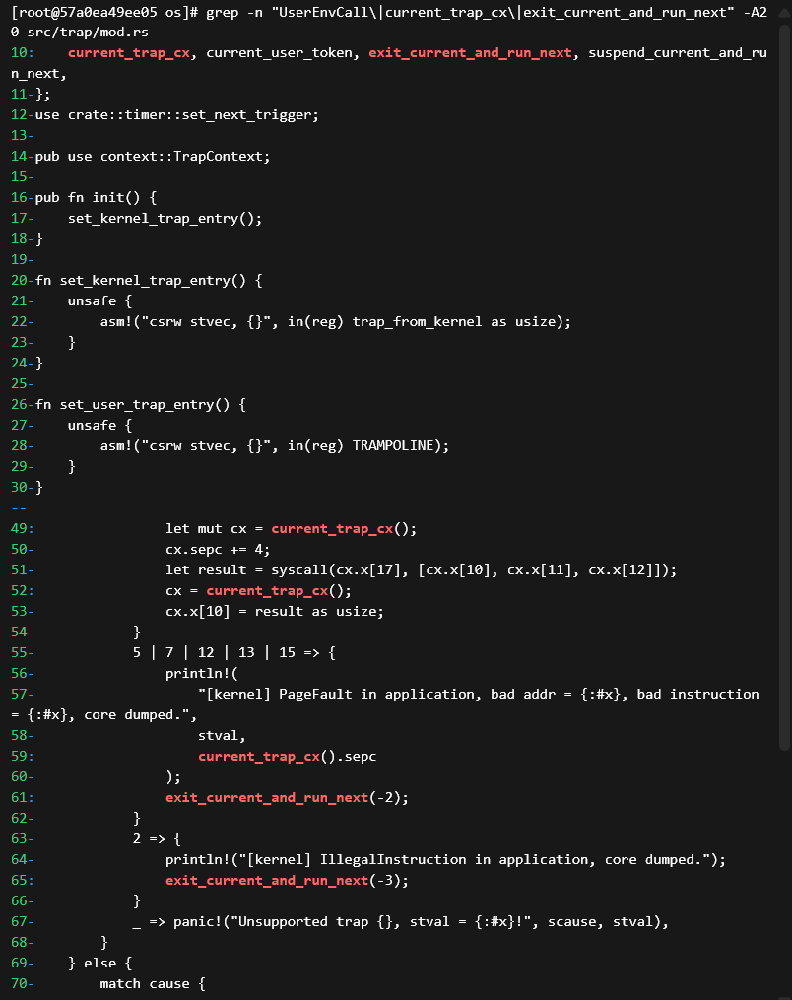 [root@57a0ea49ee05 os]# grep -n "UserEnvCall\|current_trap_cx\|exit_current_and_run_next" -A2
0 src/trap/mod.rs
10:    current_trap_cx, current_user_token, exit_current_and_run_next, suspend_current_and_ru
n_next,
11-};
12-use crate::timer::set_next_trigger;
13-
14-pub use context::TrapContext;
15-
16-pub fn init() {
17-    set_kernel_trap_entry();
18-}
19-
20-fn set_kernel_trap_entry() {
21-    unsafe {
22-        asm!("csrw stvec, {}", in(reg) trap_from_kernel as usize);
23-    }
24-}
25-
26-fn set_user_trap_entry() {
27-    unsafe {
28-        asm!("csrw stvec, {}", in(reg) TRAMPOLINE);
29-    }
30-}
--
49:                let mut cx = current_trap_cx();
50-                cx.sepc += 4;
51-                let result = syscall(cx.x[17], [cx.x[10], cx.x[11], cx.x[12]]);
52:                cx = current_trap_cx();
53-                cx.x[10] = result as usize;
54-            }
55-            5 | 7 | 12 | 13 | 15 => {
56-                println!(
57-                    "[kernel] PageFault in application, bad addr = {:#x}, bad instruction
= {:#x}, core dumped.",
58-                    stval,
59:                    current_trap_cx().sepc
60-                );
61:                exit_current_and_run_next(-2);
62-            }
63-            2 => {
64-                println!("[kernel] IllegalInstruction in application, core dumped.");
65:                exit_current_and_run_next(-3);
66-            }
67-            _ => panic!("Unsupported trap {}, stval = {:#x}!", scause, stval),
68-        }
69-    } else {
70-        match cause {